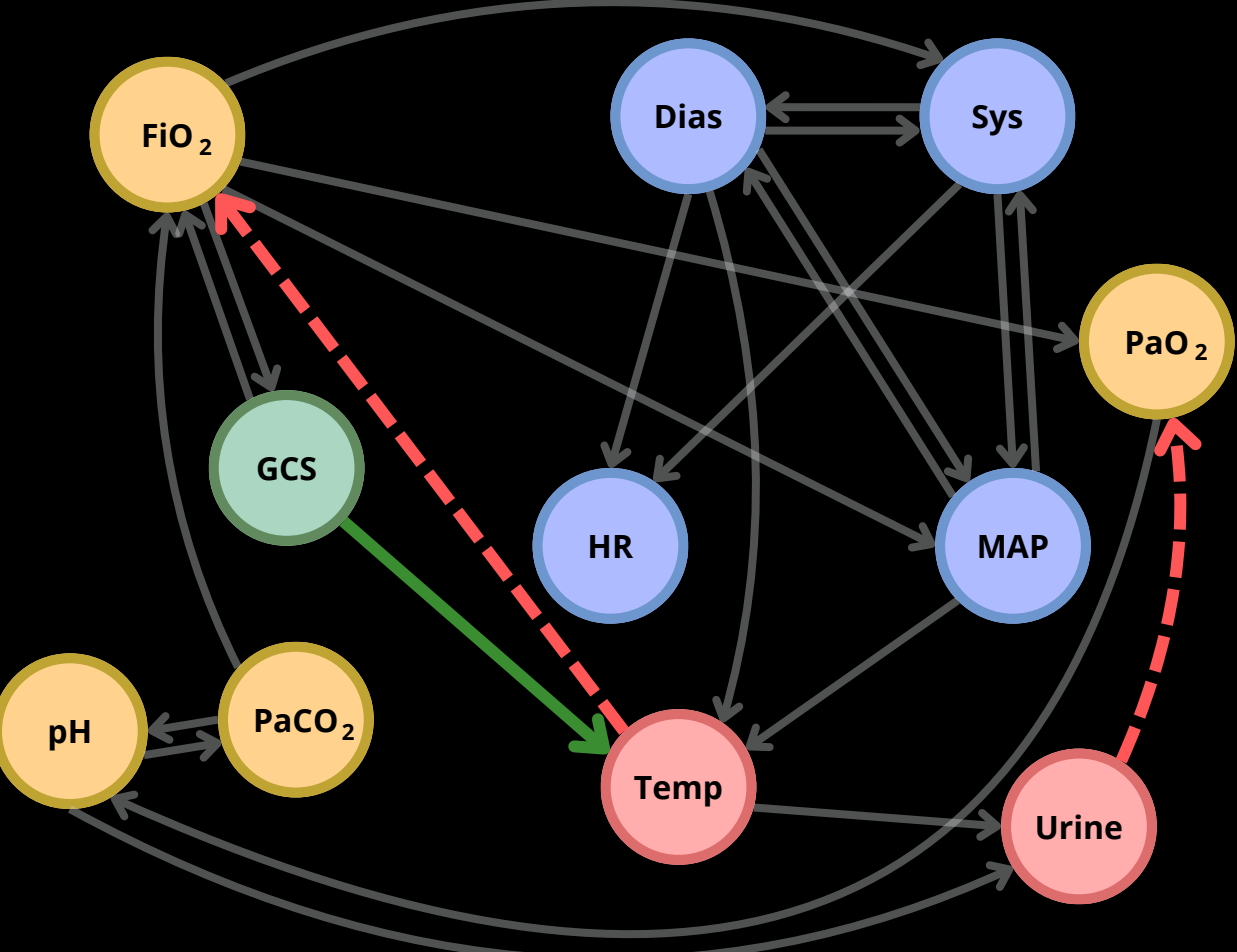 Dias
Sys
FiO₂
PaO₂
GCS
HR
MAP
pH
PaCO₂
Temp
Urine